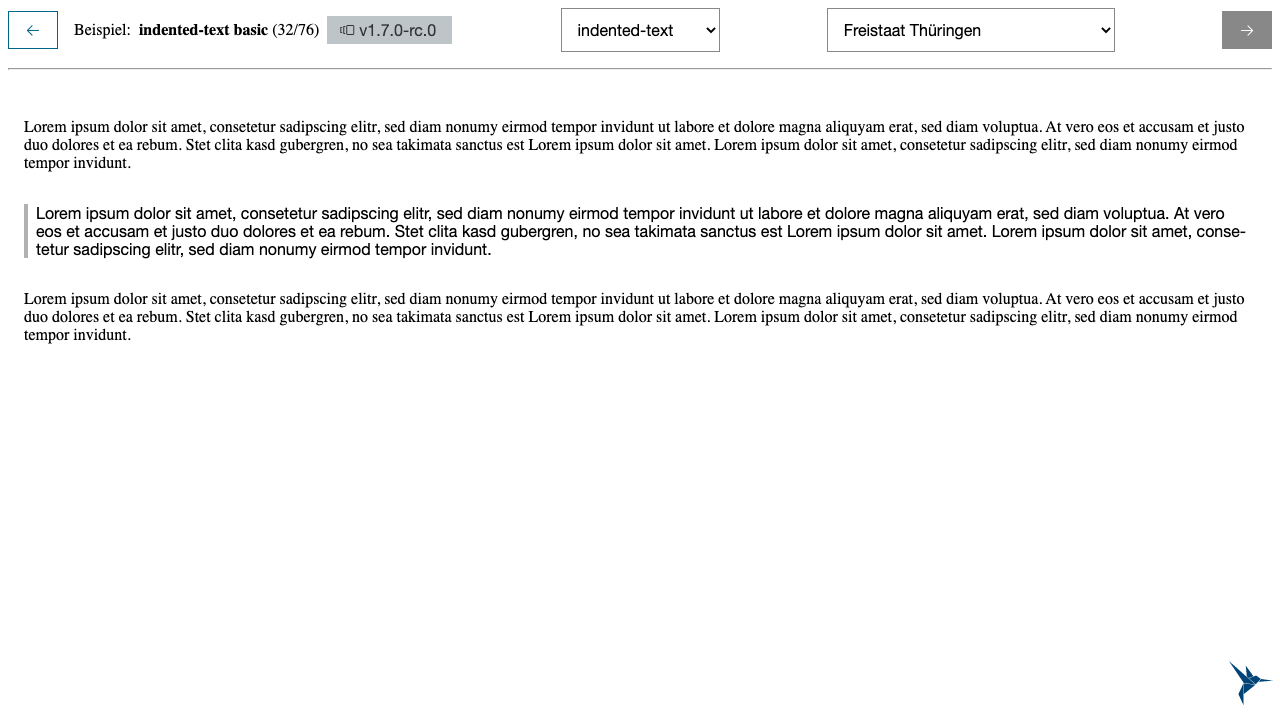 ← Beispiel: indented-text basic (32/76) v1.7.0-rc.0 indented-text Freistaat Thüringen →
Lorem ipsum dolor sit amet, consetetur sadipscing elitr, sed diam nonumy eirmod tempor invidunt ut labore et dolore magna aliquyam erat, sed diam voluptua. At vero eos et accusam et justo
duo dolores et ea rebum. Stet clita kasd gubergren, no sea takimata sanctus est Lorem ipsum dolor sit amet. Lorem ipsum dolor sit amet, consetetur sadipscing elitr, sed diam nonumy eirmod
tempor invidunt.
Lorem ipsum dolor sit amet, consetetur sadipscing elitr, sed diam nonumy eirmod tempor invidunt ut labore et dolore magna aliquyam erat, sed diam voluptua. At vero
eos et accusam et justo duo dolores et ea rebum. Stet clita kasd gubergren, no sea takimata sanctus est Lorem ipsum dolor sit amet. Lorem ipsum dolor sit amet, conse-
tetur sadipscing elitr, sed diam nonumy eirmod tempor invidunt.
Lorem ipsum dolor sit amet, consetetur sadipscing elitr, sed diam nonumy eirmod tempor invidunt ut labore et dolore magna aliquyam erat, sed diam voluptua. At vero eos et accusam et justo
duo dolores et ea rebum. Stet clita kasd gubergren, no sea takimata sanctus est Lorem ipsum dolor sit amet. Lorem ipsum dolor sit amet, consetetur sadipscing elitr, sed diam nonumy eirmod
tempor invidunt.